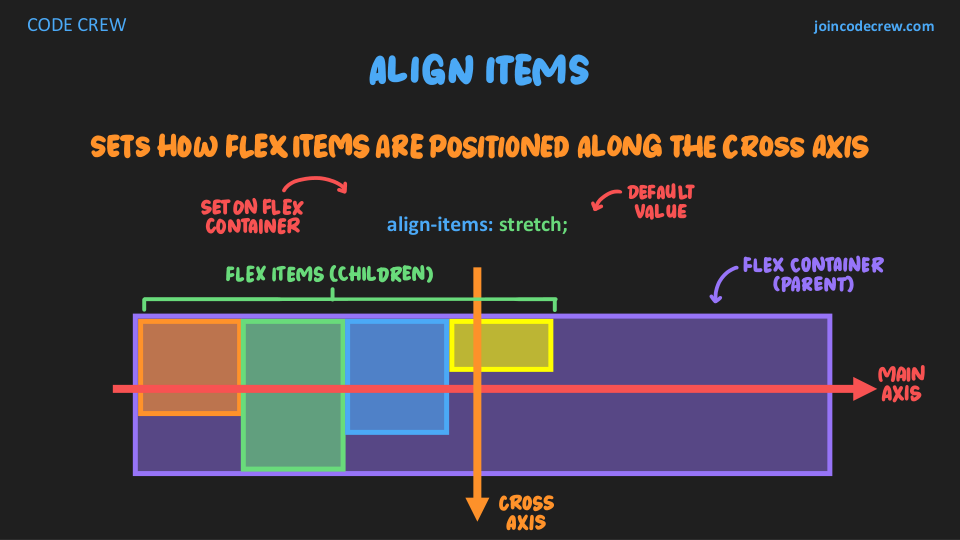 CODE CREW
joincodecrew.com
ALIGN ITEMS
SETS HOW FLEX ITEMS ARE POSITIONED ALONG THE CROSS AXIS
SET ON FLEX
CONTAINER
DEFAULT
VALUE
align-items: stretch;
FLEX ITEMS (CHILDREN)
FLEX CONTAINER
(PARENT)
MAIN
AXIS
CROSS
AXIS